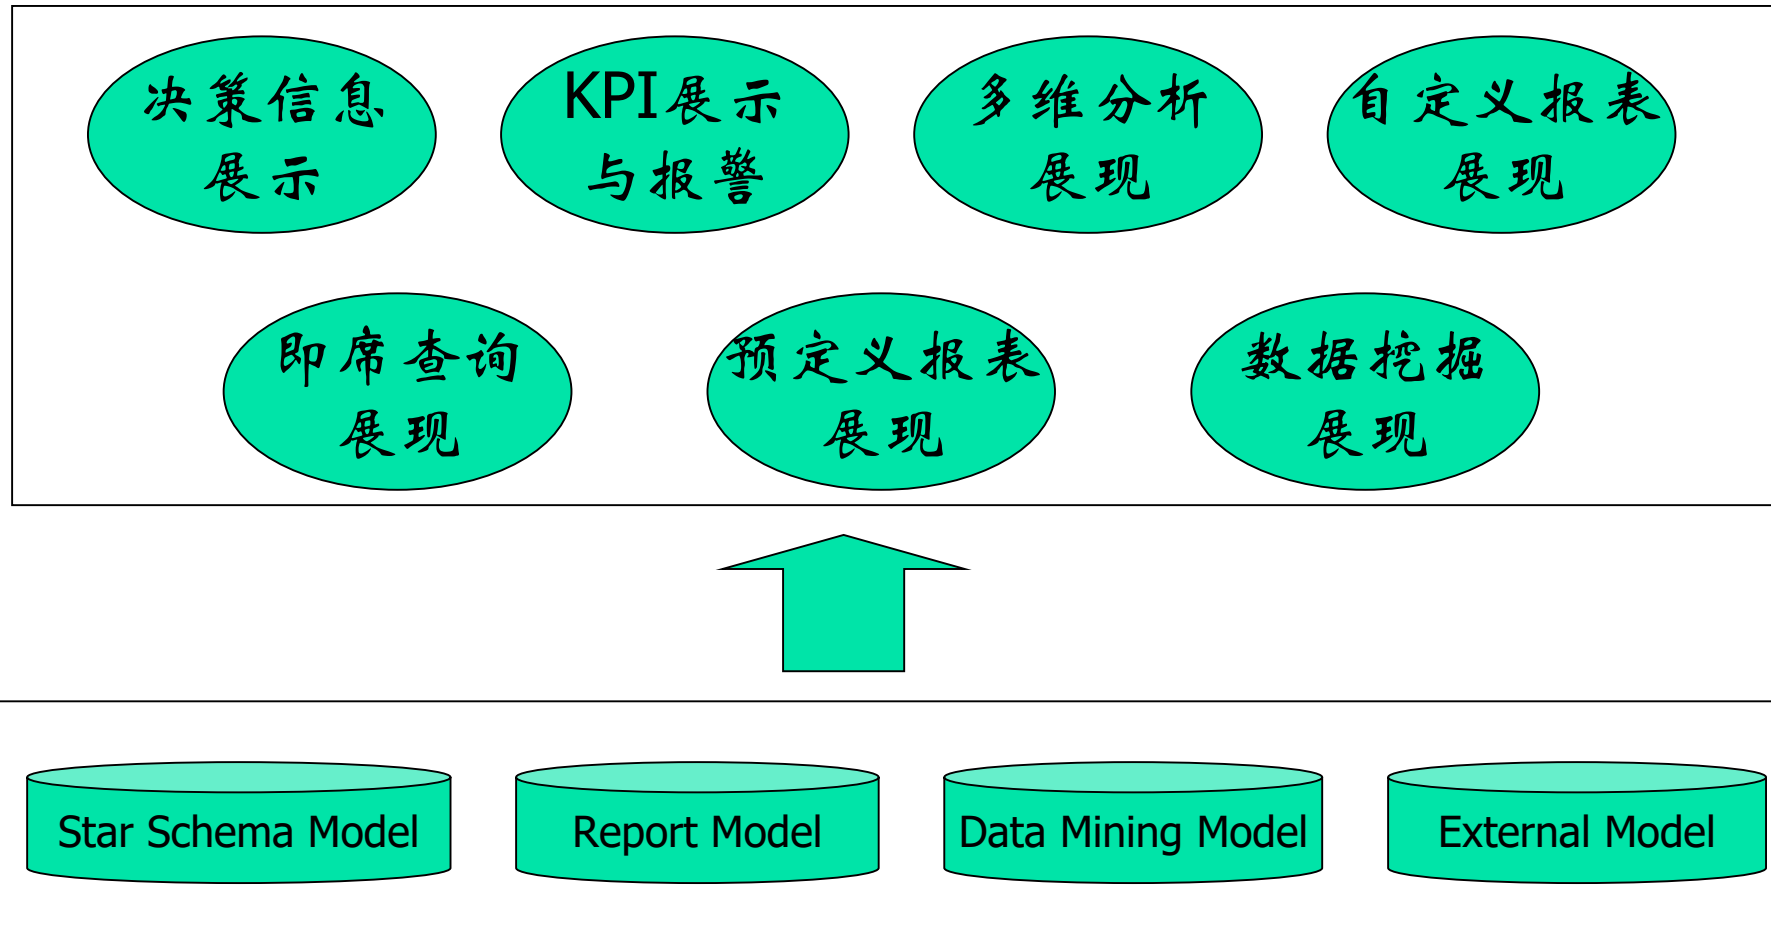 决策信息
展示
KPI展示
与报警
多维分析
展现
自定义报表
展现
即席查询
展现
预定义报表
展现
数据挖掘
展现
Star Schema Model
Report Model
Data Mining Model
External Model